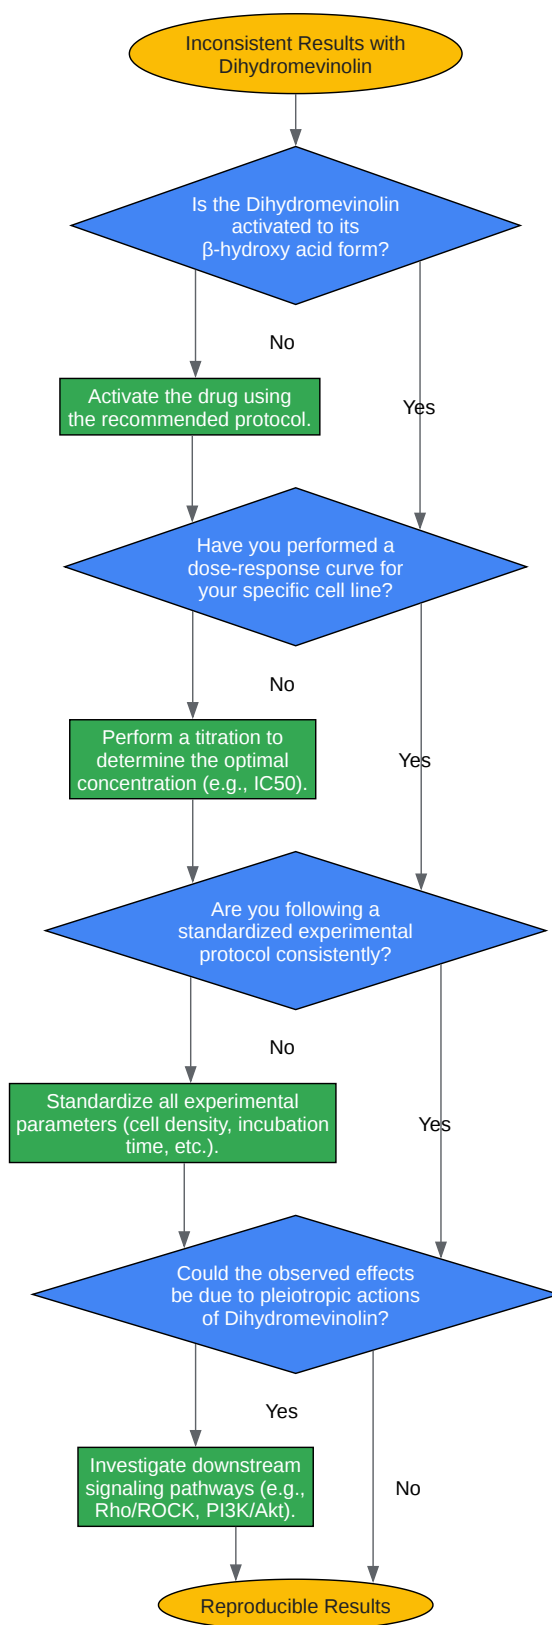 Inconsistent Results with
Dihydromevinolin
Is the Dihydromevinolin
activated to its
β-hydroxy acid form?
No
Activate the drug using
the recommended protocol.
Yes
Have you performed a
dose-response curve for
your specific cell line?
No
Perform a titration to
determine the optimal
concentration (e.g., IC50).
Yes
Are you following a
standardized experimental
protocol consistently?
No
Standardize all experimental
parameters (cell density, incubation
time, etc.).
Yes
Could the observed effects
be due to pleiotropic actions
of Dihydromevinolin?
Yes
Investigate downstream
signaling pathways (e.g.,
Rho/ROCK, PI3K/Akt).
No
Reproducible Results